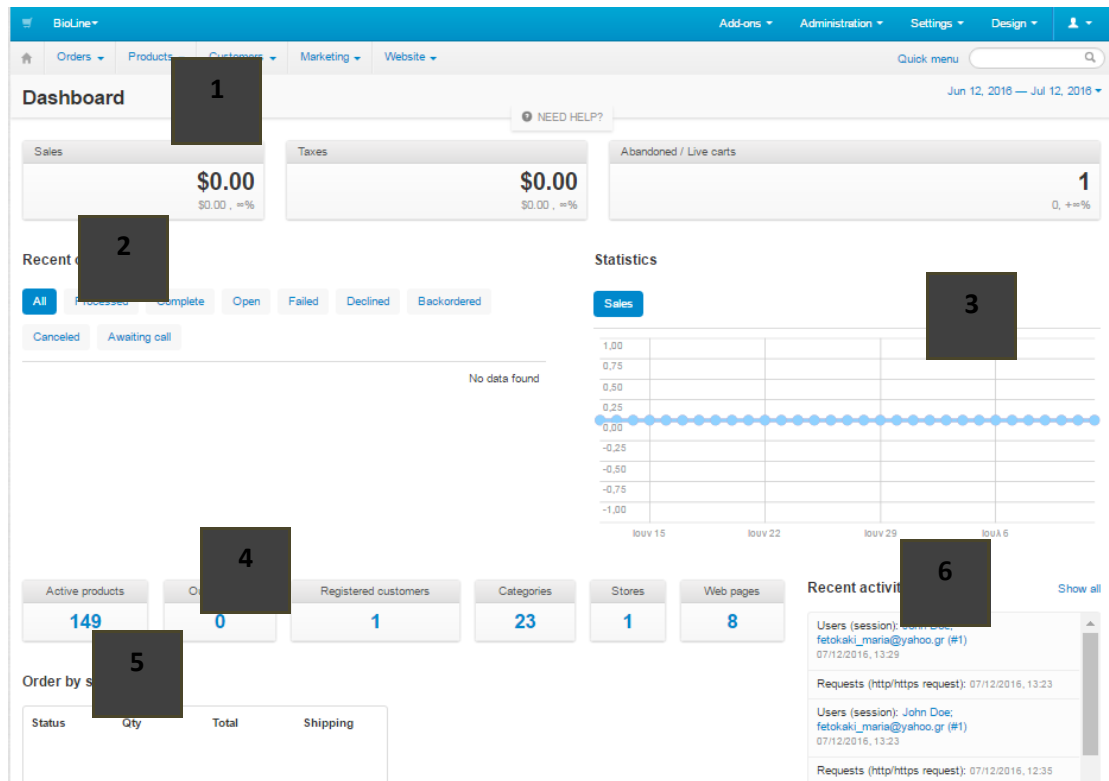 BioLine
Add-ons Administration Settings Design
Orders Products Customers Marketing Website Quick menu
Dashboard 1 Jun 12, 2016 — Jul 12, 2016
NEED HELP?
Sales Taxes Abandoned / Live carts
$0.00 $0.00 1
$0.00 , ∞% $0.00 , ∞% 0, +∞%
2
Recent Statistics
All Processed Complete Open Failed Declined Backordered Sales 3
Canceled Awaiting call
No data found
1,00
0,75
0,50
0,25
0,00
-0,25
-0,50
-0,75
-1,00
Ιουν 15 Ιουν 22 Ιουν 29 Ιουλ 6
4 6
Active products Registered customers Categories Stores Web pages Recent activity Show all
149 0 1 23 1 8
Users (session): John Doe;
fetokaki_maria@yahoo.gr (#1)
07/12/2016, 13:29
5
Order by
Requests (http/https request): 07/12/2016, 13:23
Status Qty Total Shipping
Users (session): John Doe;
fetokaki_maria@yahoo.gr (#1)
07/12/2016, 13:23
Requests (http/https request): 07/12/2016, 12:35